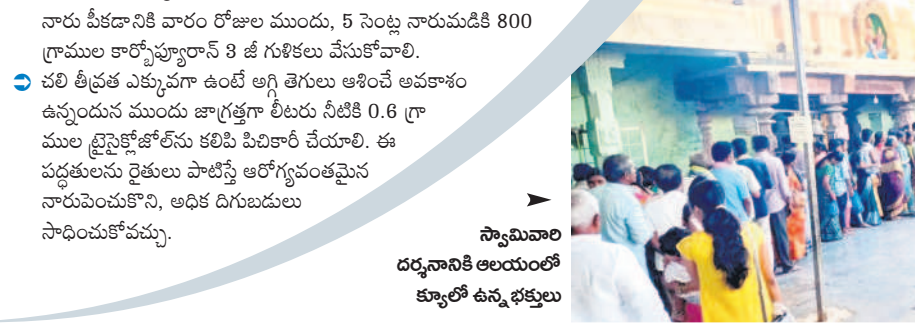 నారు పీకడానికి వారం రోజుల ముందు, 5 సెంట్ల నారుమడికి 800
గ్రాముల కార్బోఫ్యూరాన్ 3 జీ గుళికలు వేసుకోవాలి.
చలి తీవ్రత ఎక్కువగా ఉంటే అగ్గి తెగులు ఆశించే అవకాశం
ఉన్నందున ముందు జాగ్రత్తగా లీటరు నీటికి 0.6 గ్రా
ముల ట్రైసైక్లోజోల్‌ను కలిపి పిచికారీ చేయాలి. ఈ
పద్ధతులను రైతులు పాటిస్తే ఆరోగ్యవంతమైన
నారుపెంచుకొని, అధిక దిగుబడులు
సాధించుకోవచ్చు.
స్వామివారి
దర్శనానికి ఆలయంలో
క్యూలో ఉన్న భక్తులు